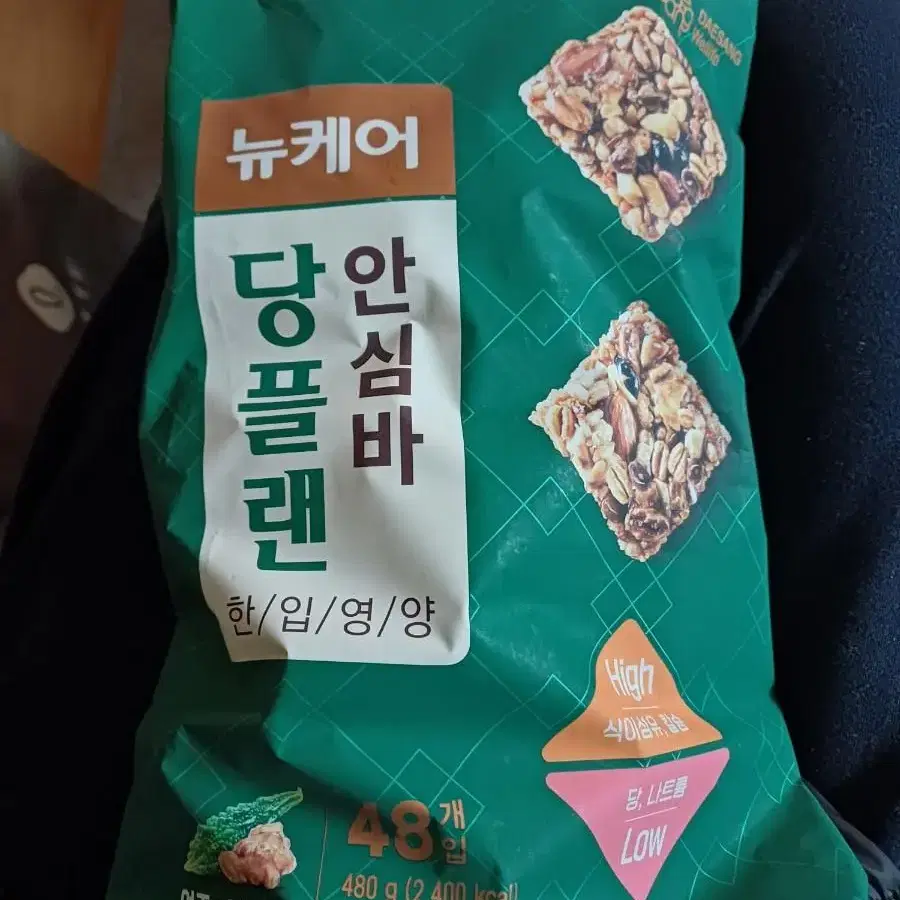 DAESANG
Wellife
뉴케어
당플랜
안심바
한/입/영/양
High
식이섬유, 칼슘
당, 나트륨
LOW
48개입
480 g (2,400 kcal)